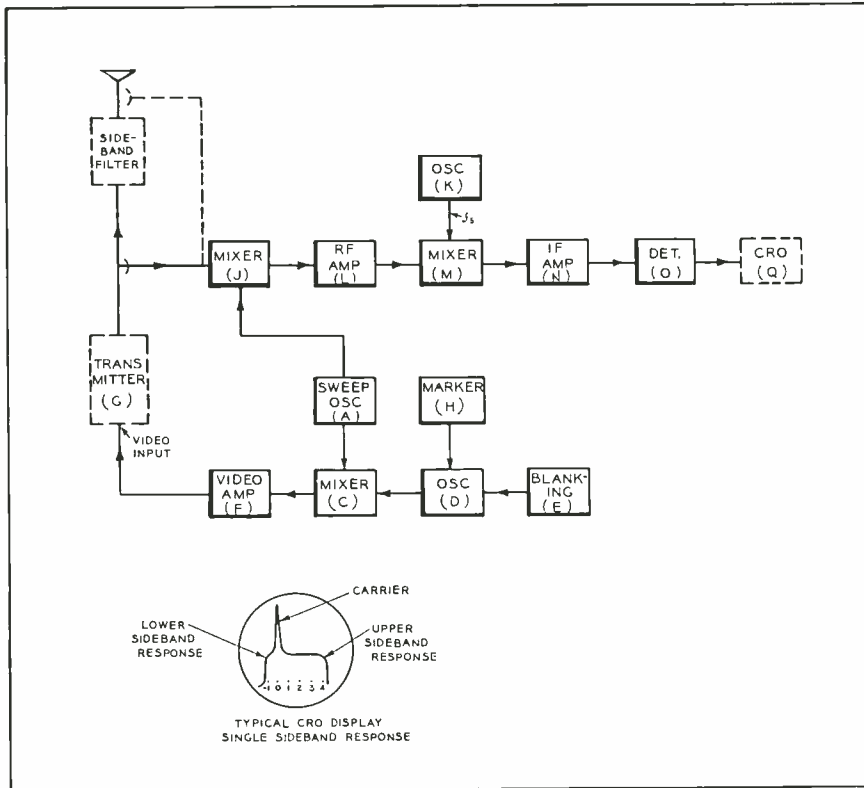 SIDE-
BAND
FILTER
OSC
(K)
MIXER
(J)
RF
AMP
(L)
MIXER
(M)
IF
AMP
(N)
DET.
(O)
CRO
(Q)
TRANS
MITTER
(G)
VIDEO
INPUT
SWEEP
OSC
(A)
MARKER
(H)
VIDEO
AMP
(F)
MIXER
(C)
OSC
(D)
BLANK-
ING
(E)
CARRIER
LOWER
SIDEBAND
RESPONSE
UPPER
SIDEBAND
RESPONSE
-1 0 1 2 3 4
TYPICAL CRO DISPLAY
SINGLE SIDEBAND RESPONSE